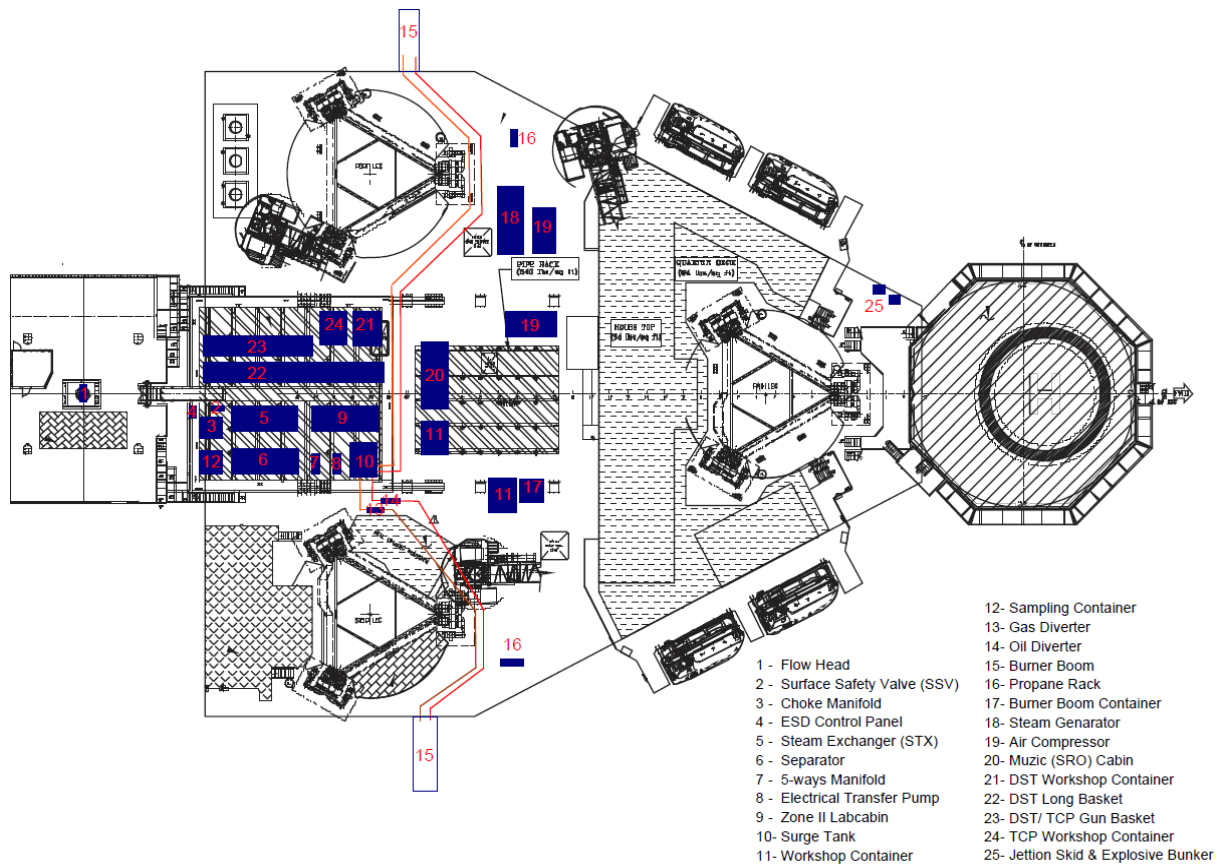 15
16
18
19
PIPE RACK
25
24
21
19
23
HOUSE TOP
20
22
1
4
2
3
5
9
11
12
6
7
8
10
11
17
14
13
16
15
1 - Flow Head
2 - Surface Safety Valve (SSV)
3 - Choke Manifold
4 - ESD Control Panel
5 - Steam Exchanger (STX)
6 - Separator
7 - 5-ways Manifold
8 - Electrical Transfer Pump
9 - Zone II Labcabin
10- Surge Tank
11- Workshop Container
12- Sampling Container
13- Gas Diverter
14- Oil Diverter
15- Burner Boom
16- Propane Rack
17- Burner Boom Container
18- Steam Genarator
19- Air Compressor
20- Muzic (SRO) Cabin
21- DST Workshop Container
22- DST Long Basket
23- DST/ TCP Gun Basket
24- TCP Workshop Container
25- Jettion Skid & Explosive Bunker